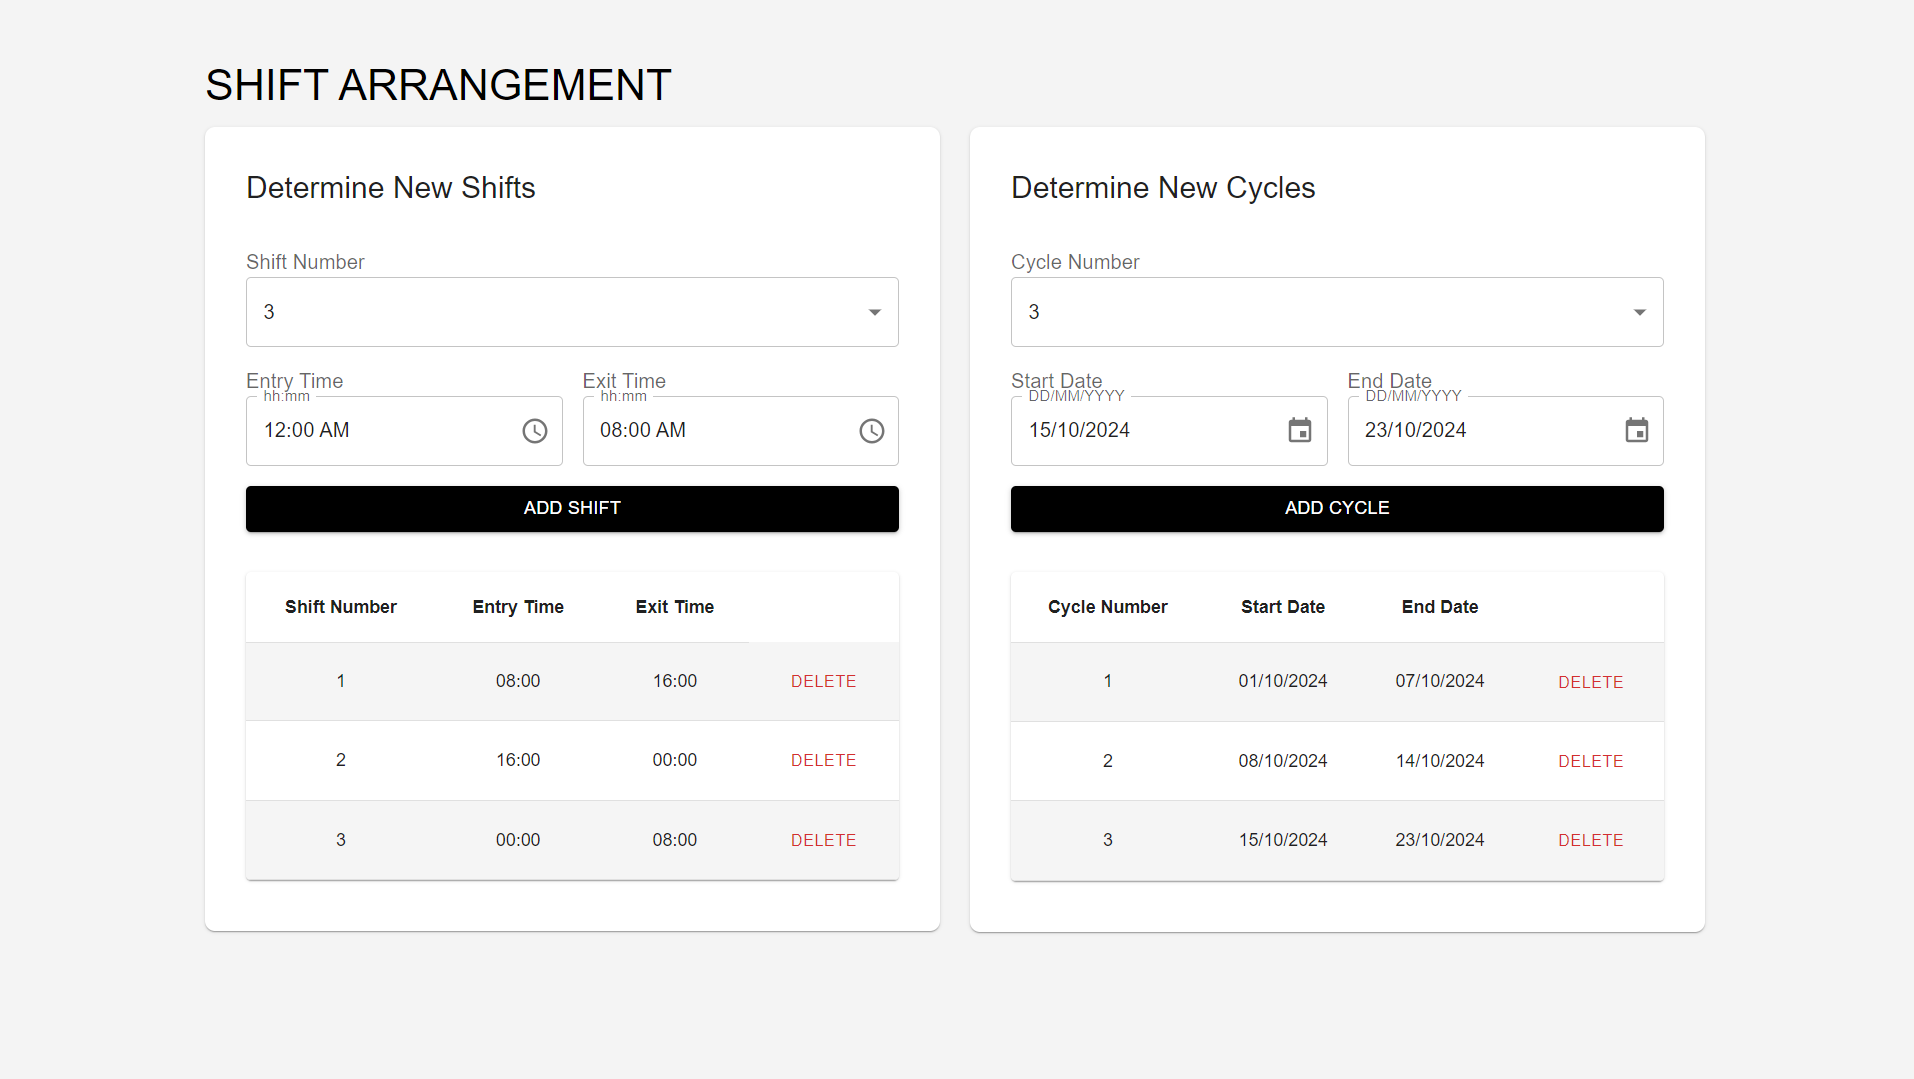 SHIFT ARRANGEMENT
Determine New Shifts
Shift Number
3
Entry Time Exit Time
hh:mm hh:mm
12:00 AM 08:00 AM
ADD SHIFT
Shift Number Entry Time Exit Time
1 08:00 16:00 DELETE
2 16:00 00:00 DELETE
3 00:00 08:00 DELETE
Determine New Cycles
Cycle Number
3
Start Date End Date
DD/MM/YYYY DD/MM/YYYY
15/10/2024 23/10/2024
ADD CYCLE
Cycle Number Start Date End Date
1 01/10/2024 07/10/2024 DELETE
2 08/10/2024 14/10/2024 DELETE
3 15/10/2024 23/10/2024 DELETE